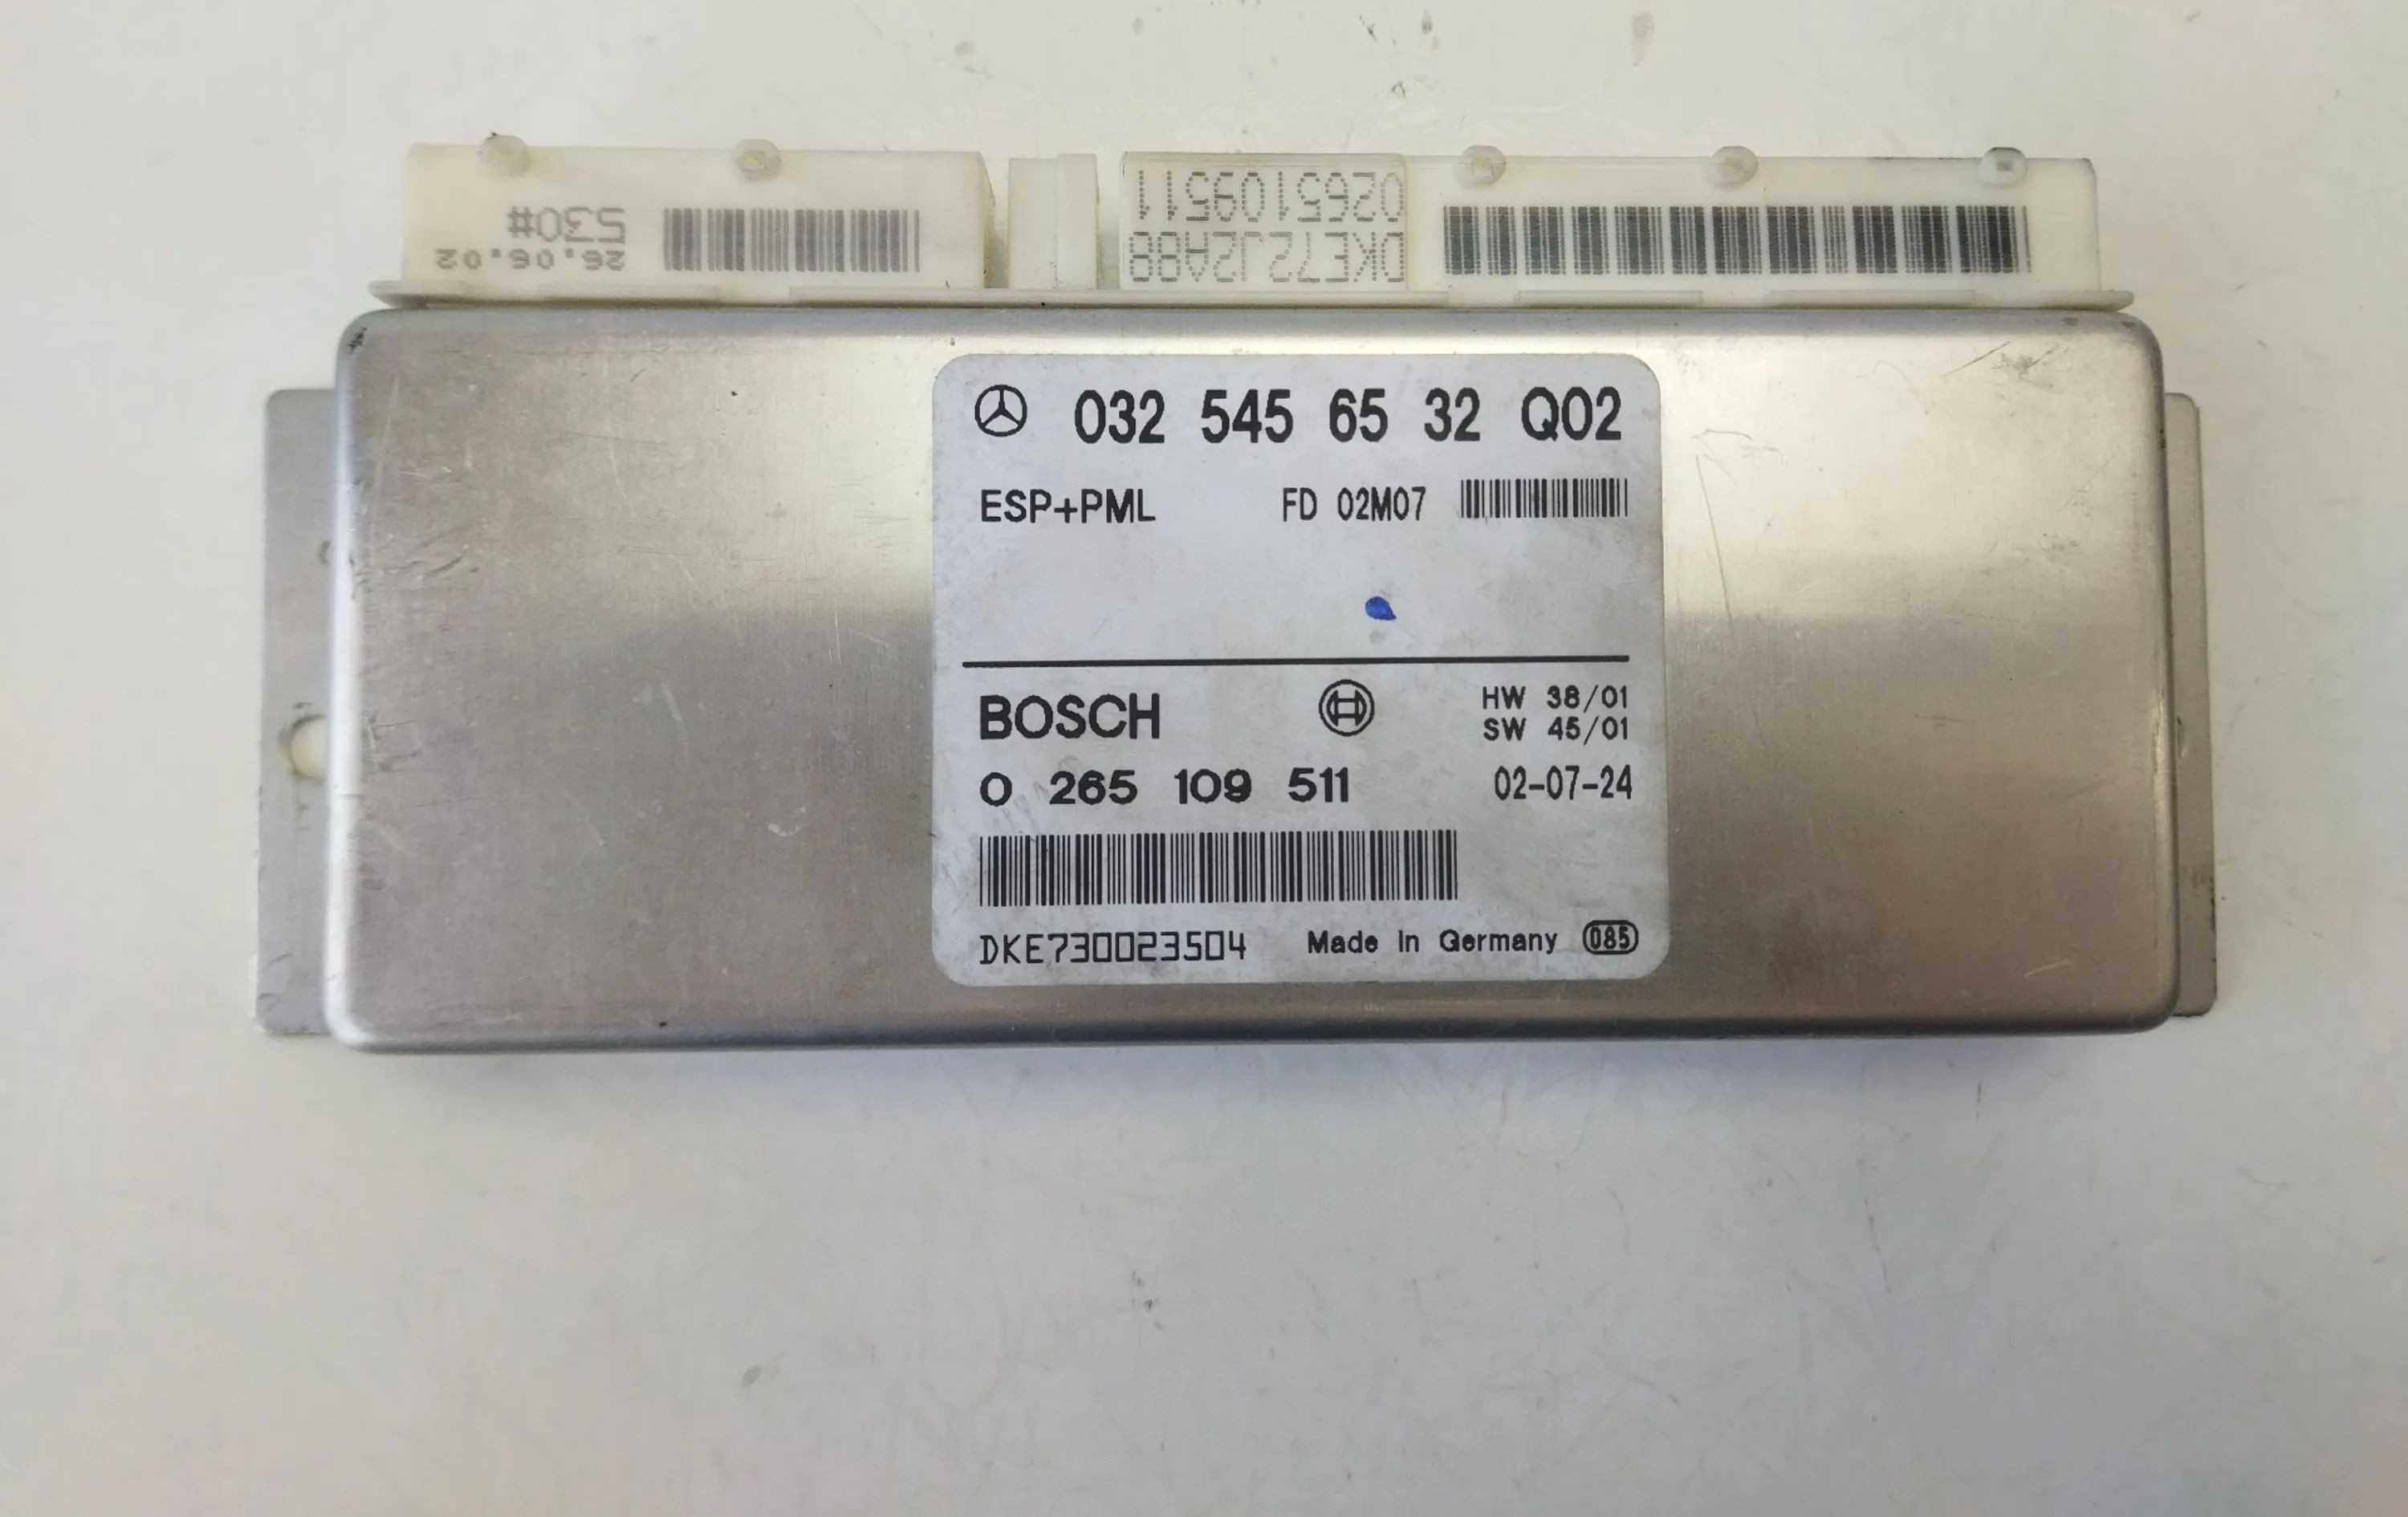 26.06.02
530#
DKE72J2A88
0265109511
032 545 65 32 Q02
ESP+PML FD 02M07
BOSCH HW 38/01
SW 45/01
0 265 109 511 02-07-24
DKE730023504 Made in Germany 085